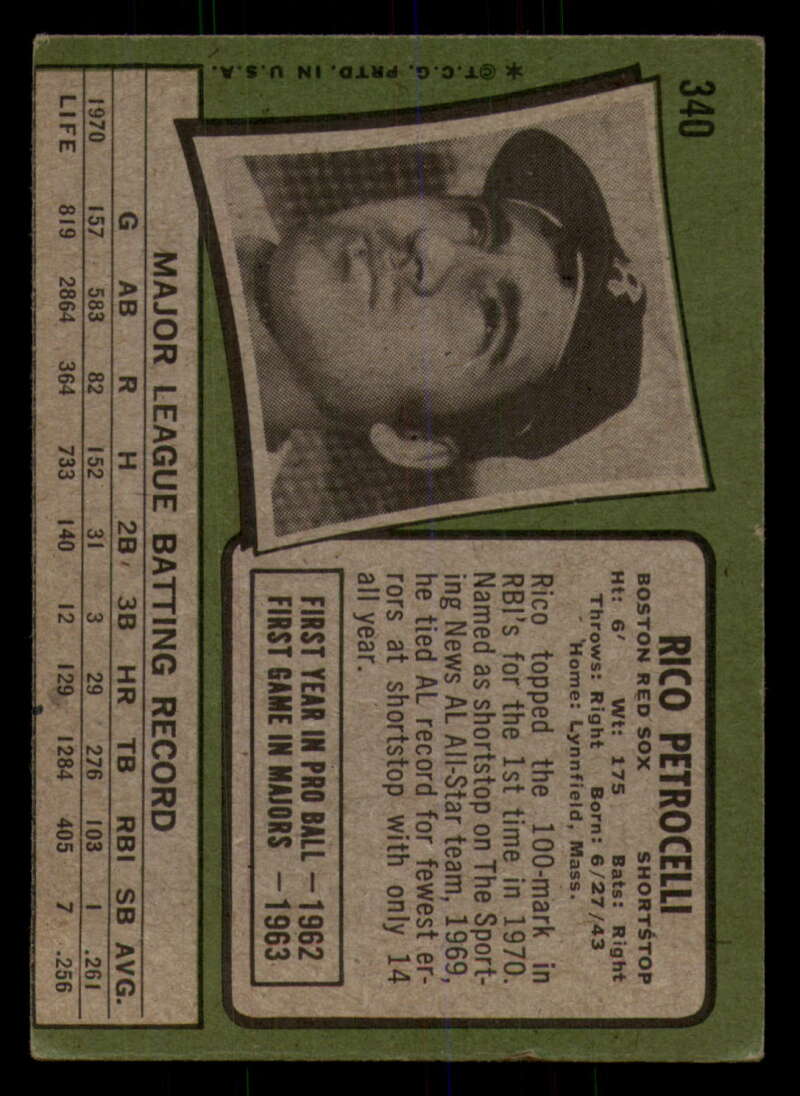 340
*©T.C.G. PRTD. IN U.S.A.
B
RICO PETROCELLI
BOSTON RED SOX SHORTSTOP
Ht: 6' Wt: 175 Bats: Right
Throws: Right Born: 6/27/43
Home: Lynnfield, Mass.
Rico topped the 100-mark in
RBI's for the 1st time in 1970.
Named as shortstop on The Sport-
ing News AL All-Star team, 1969,
he tied AL record for fewest er-
rors at shortstop with only 14
all year.
FIRST YEAR IN PRO BALL — 1962
FIRST GAME IN MAJORS — 1963
MAJOR LEAGUE BATTING RECORD
G AB R H 2B 3B HR TB RBI SB AVG.
1970 157 583 82 152 31 3 29 276 103 1 .261
LIFE 819 2864 364 733 140 12 129 1284 405 7 .256